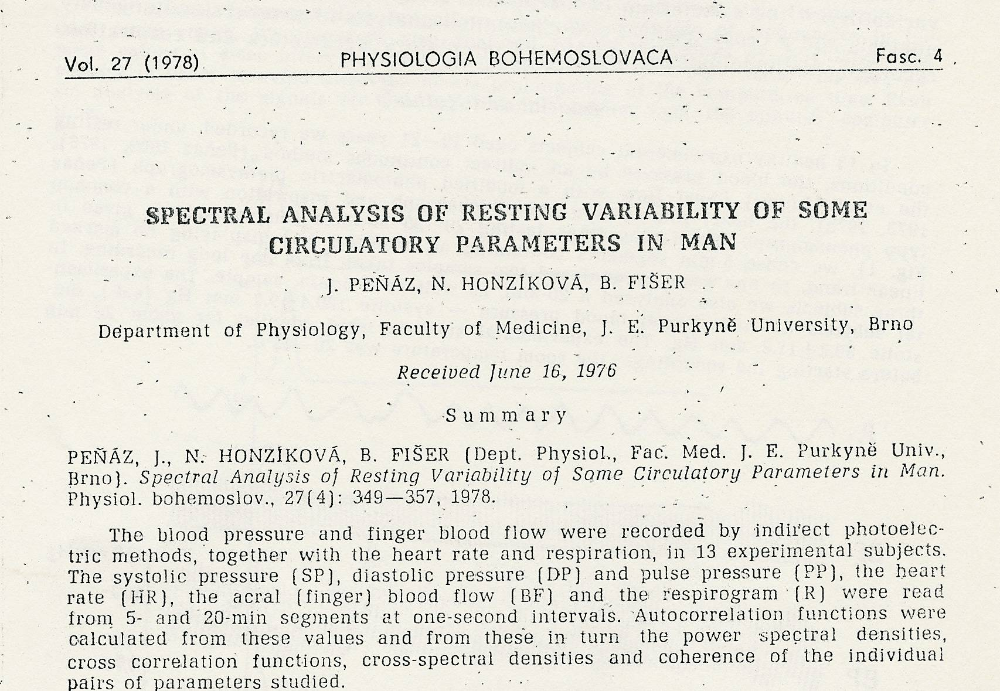 Vol. 27 (1978) PHYSIOLOGIA BOHEMOSLOVACA Fasc. 4
SPECTRAL ANALYSIS OF RESTING VARIABILITY OF SOME
CIRCULATORY PARAMETERS IN MAN
J. PEŇÁZ, N. HONZÍKOVÁ, B. FIŠER
Department of Physiology, Faculty of Medicine, J. E. Purkyně University, Brno
Received June 16, 1976
Summary
PEŇÁZ, J., N. HONZÍKOVÁ, B. FIŠER (Dept. Physiol., Fac. Med. J. E. Purkyně Univ.,
Brno). Spectral Analysis of Resting Variability of Some Circulatory Parameters in Man.
Physiol. bohemoslov., 27(4): 349—357, 1978.
The blood pressure and finger blood flow were recorded by indirect photoelec-
tric methods, together with the heart rate and respiration, in 13 experimental subjects.
The systolic pressure (SP), diastolic pressure (DP) and pulse pressure (PP), the heart
rate (HR), the acral (finger) blood flow (BF) and the respirogram (R) were read
from 5- and 20-min segments at one-second intervals. Autocorrelation functions were
calculated from these values and from these in turn the power spectral densities,
cross correlation functions, cross-spectral densities and coherence of the individual
pairs of parameters studied.